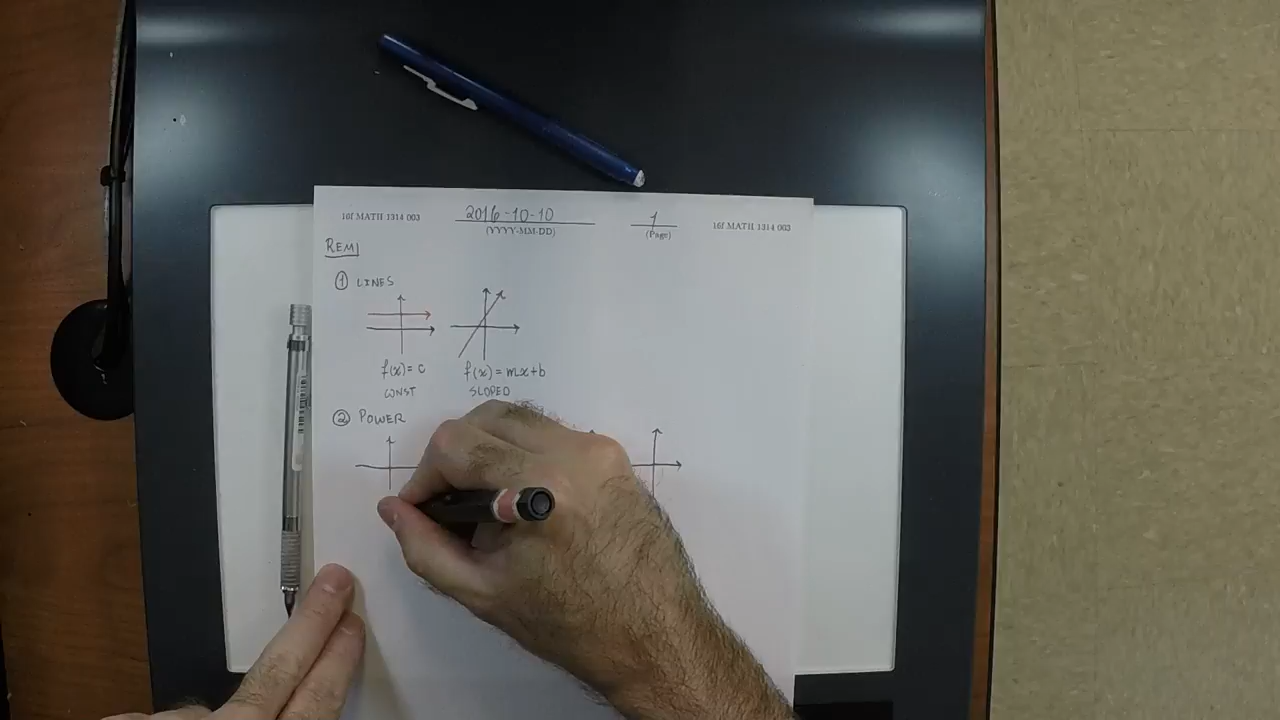 16f MATH 1314 003 2016-10-10 1 16f MATH 1314 003
(YYYY-MM-DD) (Page)
REMI
① LINES
f(x) = c f(x) = mx+b
CONST SLOPED
② POWER